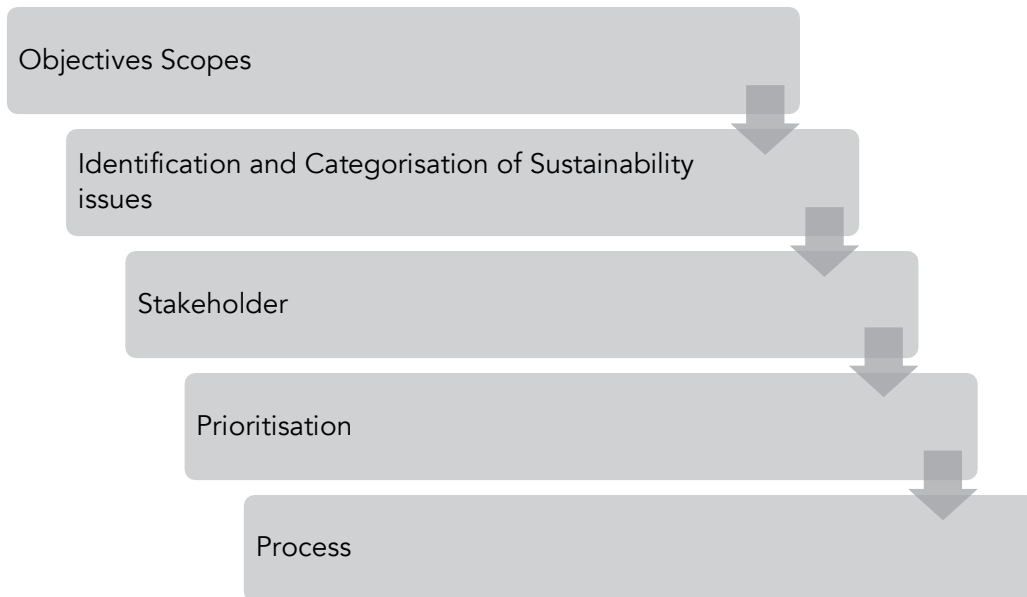 Objectives Scopes
Identification and Categorisation of Sustainability
issues
Stakeholder
Prioritisation
Process